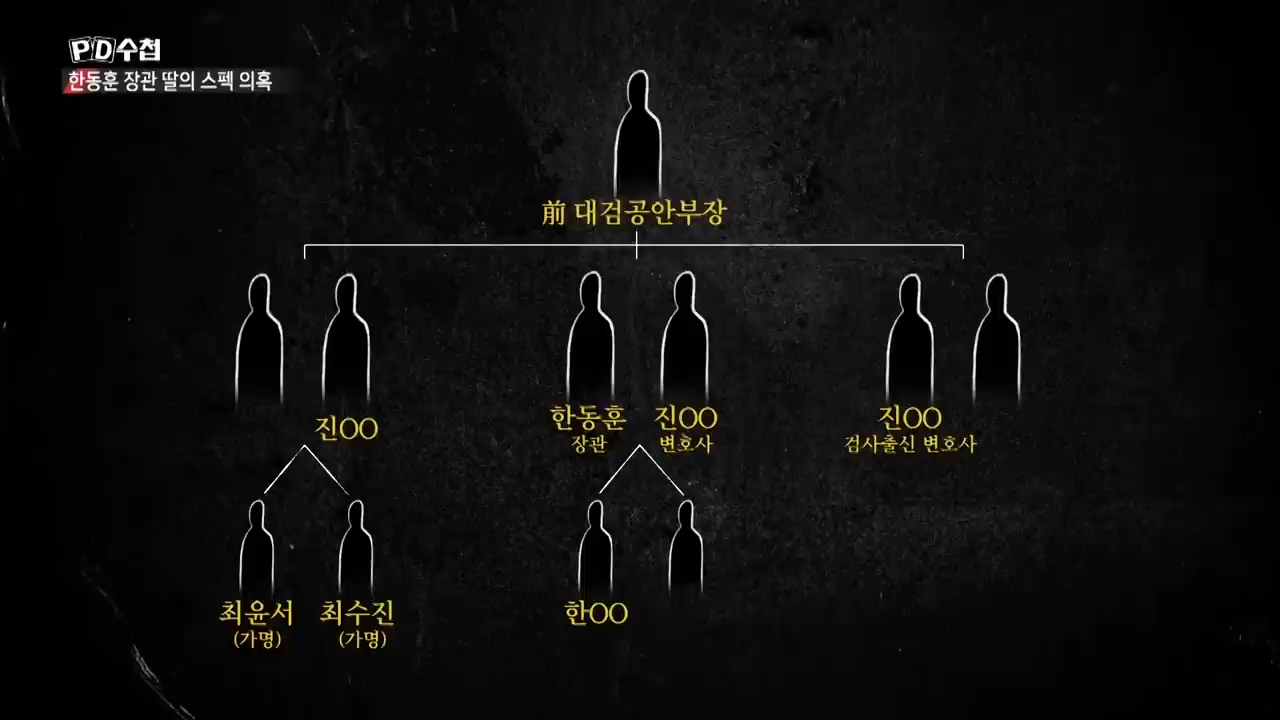 PD수첩
한동훈 장관 딸의 스펙 의혹
前 대검공안부장
진OO
한동훈
장관
진OO
변호사
진OO
검사출신 변호사
최윤서
(가명)
최수진
(가명)
한OO